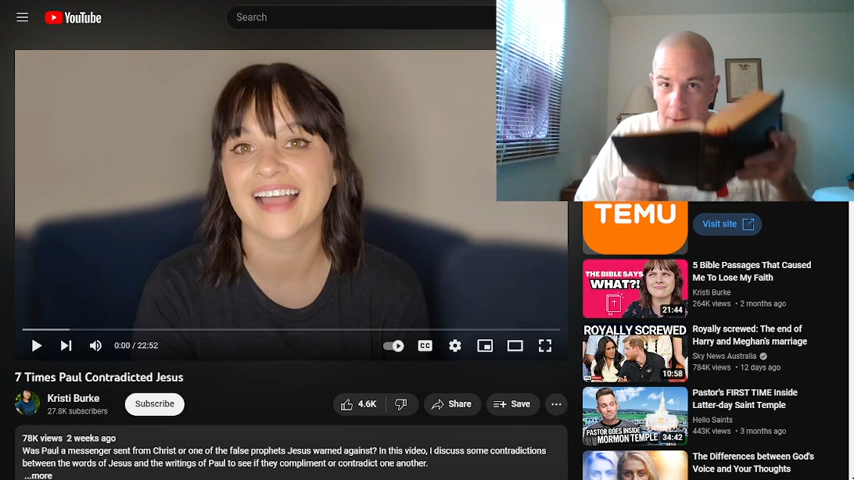 YouTube
Search
0:00 / 22:52
CC
7 Times Paul Contradicted Jesus
Kristi Burke
27.8K subscribers
Subscribe
4.6K
Share
Save
78K views 2 weeks ago
Was Paul a messenger sent from Christ or one of the false prophets Jesus warned against? In this video, I discuss some contradictions
between the words of Jesus and the writings of Paul to see if they compliment or contradict one another.
...more
TEMU
Visit site
THE BIBLE SAYS
WHAT?!
21:44
5 Bible Passages That Caused
Me To Lose My Faith
Kristi Burke
264K views • 2 months ago
ROYALLY SCREWED
10:58
Royally screwed: The end of
Harry and Meghan's marriage
Sky News Australia
784K views • 12 days ago
PASTOR GOES INSIDE
MORMON TEMPLE
34:42
Pastor's FIRST TIME Inside
Latter-day Saint Temple
Hello Saints
443K views • 3 months ago
The Differences between God's
Voice and Your Thoughts